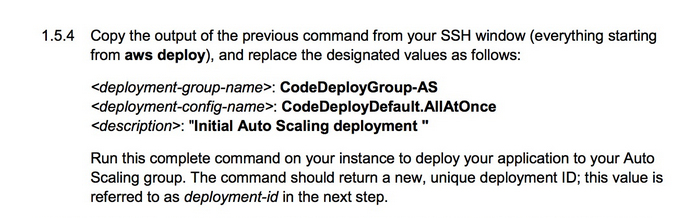 1.5.4 Copy the output of the previous command from your SSH window (everything starting
from aws deploy), and replace the designated values as follows:
<deployment-group-name>: CodeDeployGroup-AS
<deployment-config-name>: CodeDeployDefault.AllAtOnce
<description>: "Initial Auto Scaling deployment "
Run this complete command on your instance to deploy your application to your Auto
Scaling group. The command should return a new, unique deployment ID; this value is
referred to as deployment-id in the next step.